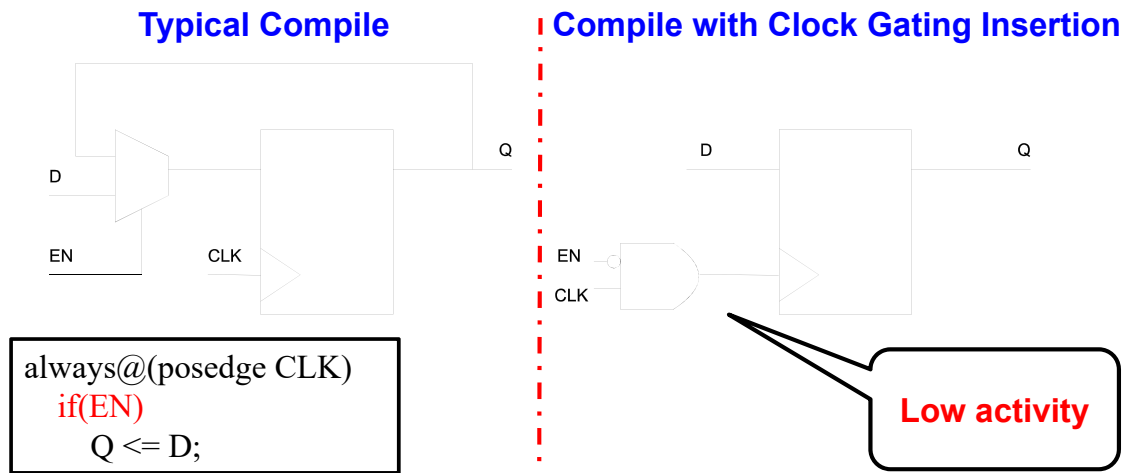 Typical Compile
Compile with Clock Gating Insertion
Q
D
EN
CLK
D
Q
EN
CLK
always@(posedge CLK)
if(EN)
Q <= D;
Low activity